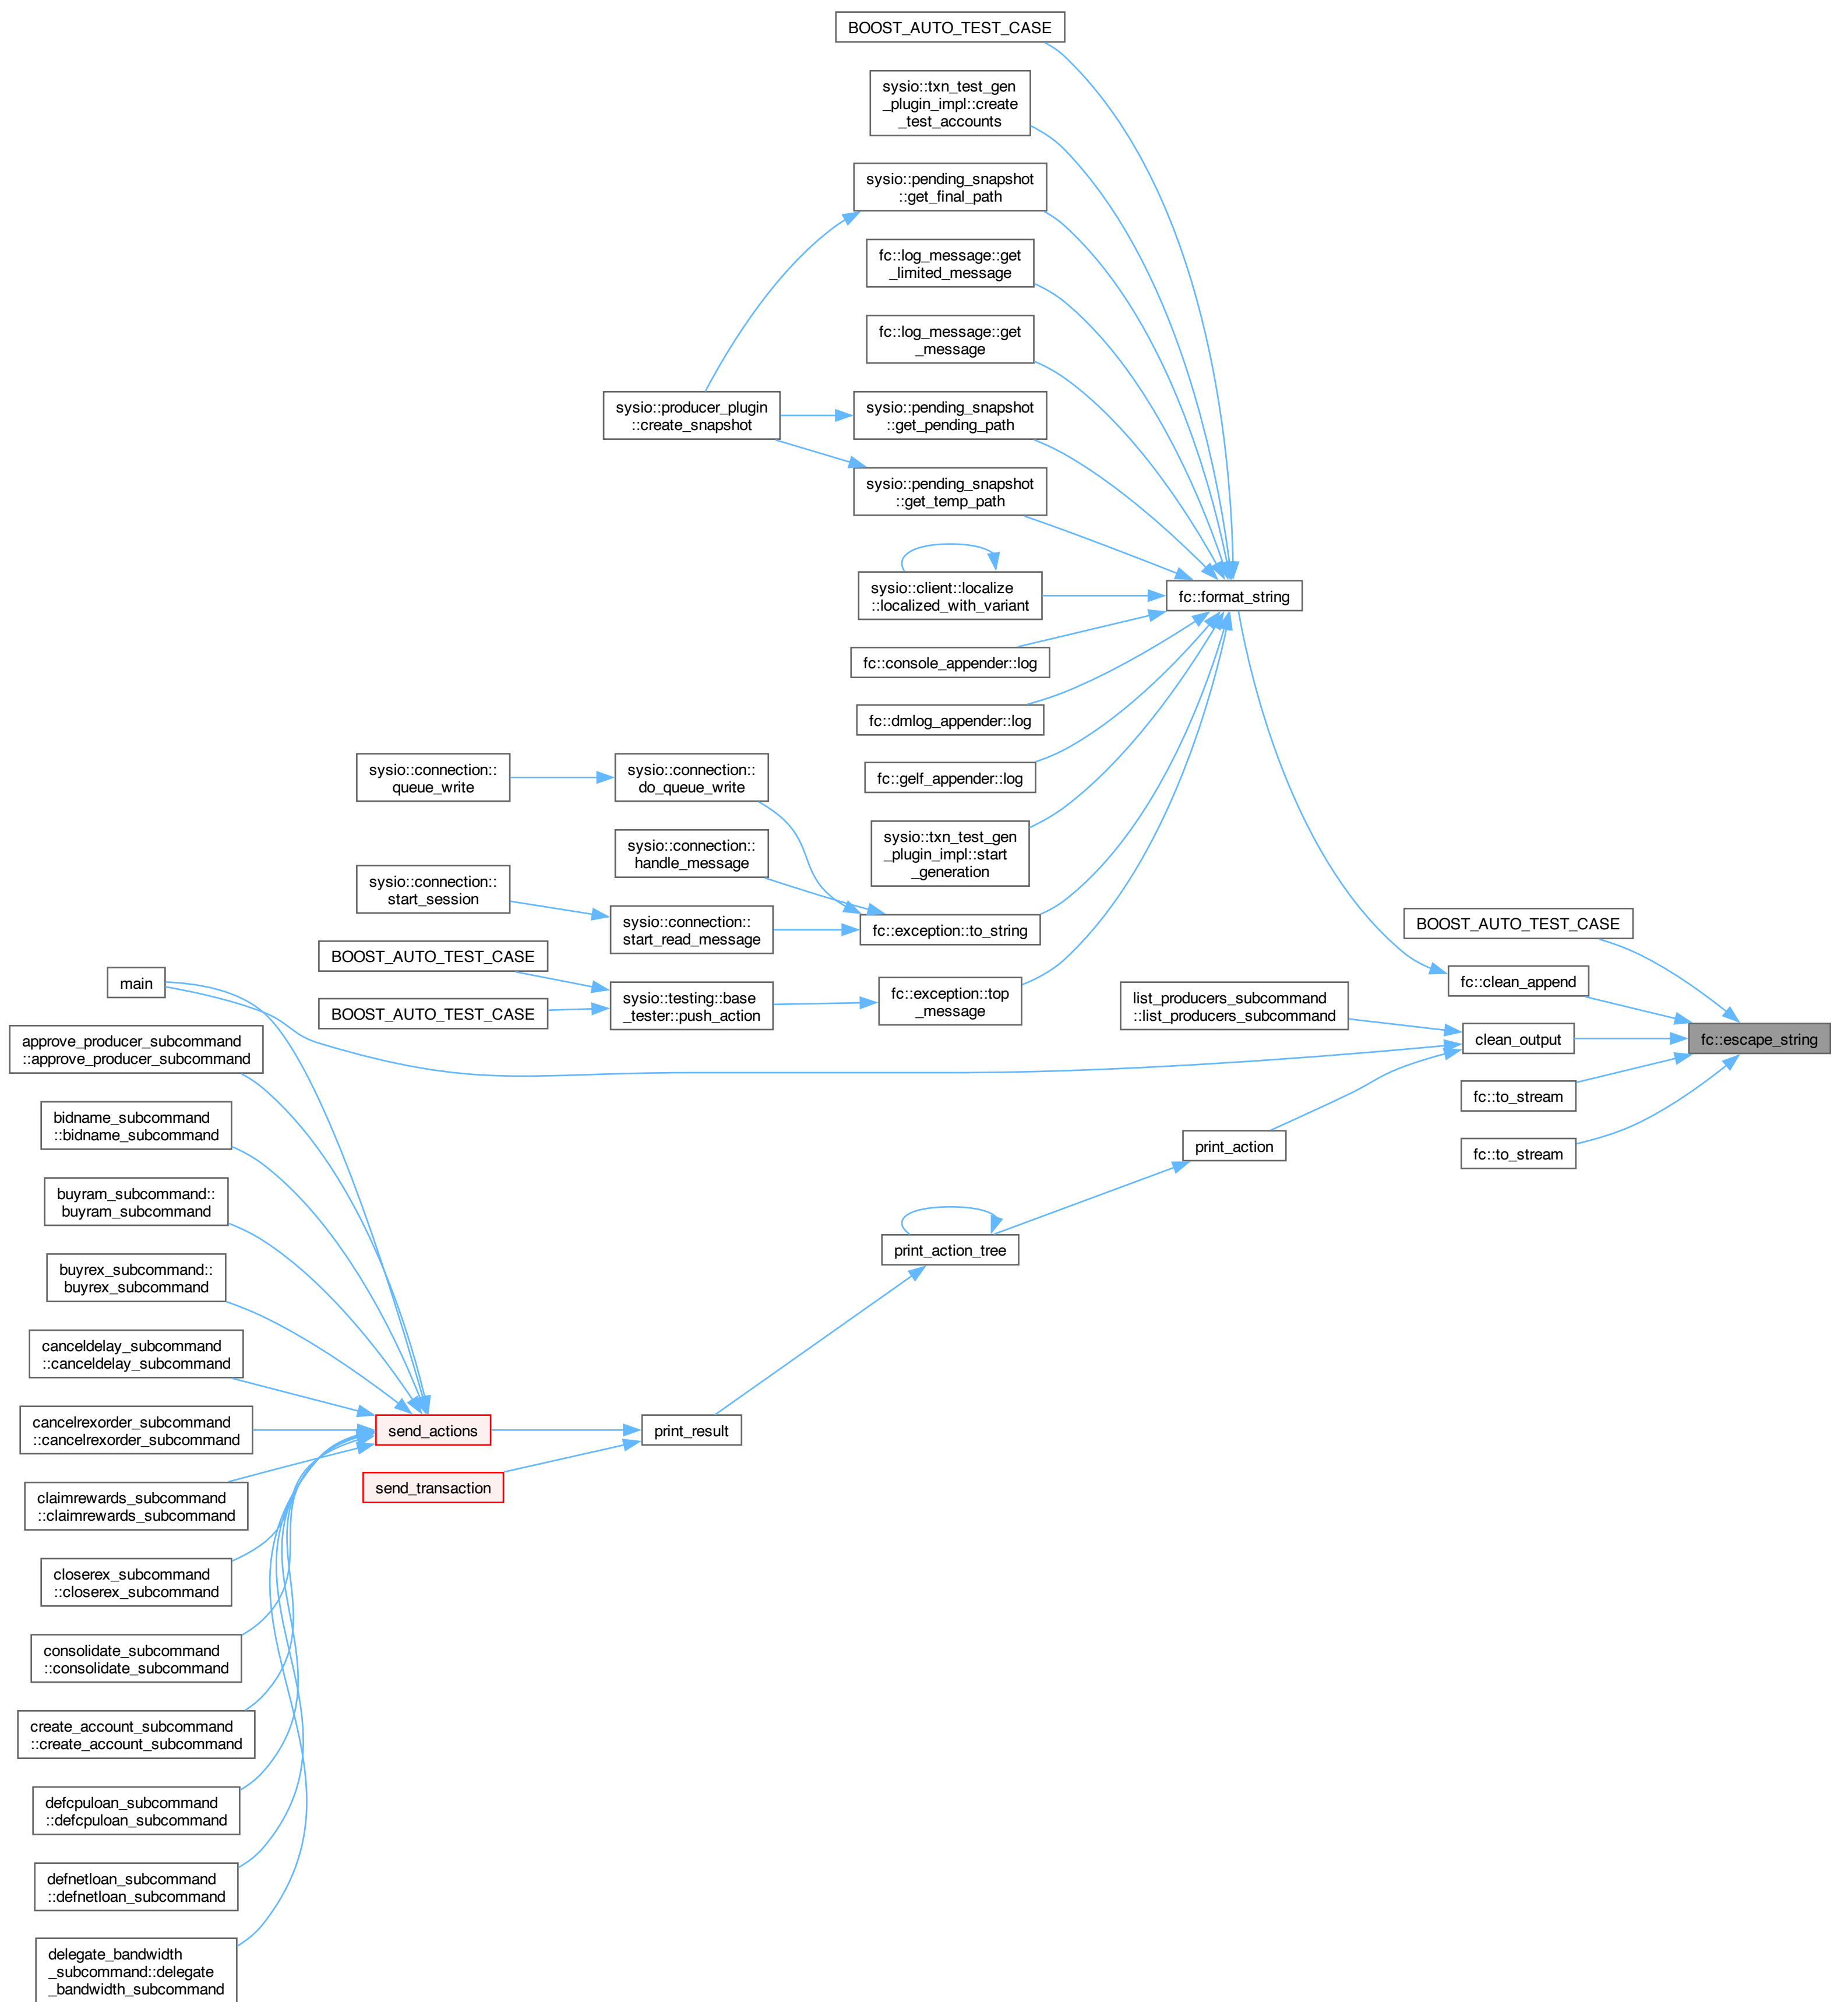 BOOST_AUTO_TEST_CASE
sysio::txn_test_gen
_plugin_impl::create
_test_accounts
sysio::pending_snapshot
::get_final_path
fc::log_message::get
_limited_message
fc::log_message::get
_message
sysio::producer_plugin
::create_snapshot
sysio::pending_snapshot
::get_pending_path
sysio::pending_snapshot
::get_temp_path
sysio::client::localize
::localized_with_variant
fc::format_string
fc::console_appender::log
fc::dmlog_appender::log
fc::gelf_appender::log
sysio::connection::
queue_write
sysio::connection::
do_queue_write
sysio::txn_test_gen
_plugin_impl::start
_generation
sysio::connection::
handle_message
sysio::connection::
start_session
sysio::connection::
start_read_message
fc::exception::to_string
BOOST_AUTO_TEST_CASE
BOOST_AUTO_TEST_CASE
main
BOOST_AUTO_TEST_CASE
sysio::testing::base
_tester::push_action
fc::exception::top
_message
list_producers_subcommand
::list_producers_subcommand
fc::clean_append
clean_output
fc::escape_string
fc::to_stream
fc::to_stream
print_action
print_action_tree
approve_producer_subcommand
::approve_producer_subcommand
bidname_subcommand
::bidname_subcommand
buyram_subcommand::
buyram_subcommand
buyrex_subcommand::
buyrex_subcommand
canceldelay_subcommand
::canceldelay_subcommand
cancelrexorder_subcommand
::cancelrexorder_subcommand
send_actions
print_result
send_transaction
claimrewards_subcommand
::claimrewards_subcommand
closerex_subcommand
::closerex_subcommand
consolidate_subcommand
::consolidate_subcommand
create_account_subcommand
::create_account_subcommand
defcpuloan_subcommand
::defcpuloan_subcommand
defnetloan_subcommand
::defnetloan_subcommand
delegate_bandwidth
_subcommand::delegate
_bandwidth_subcommand